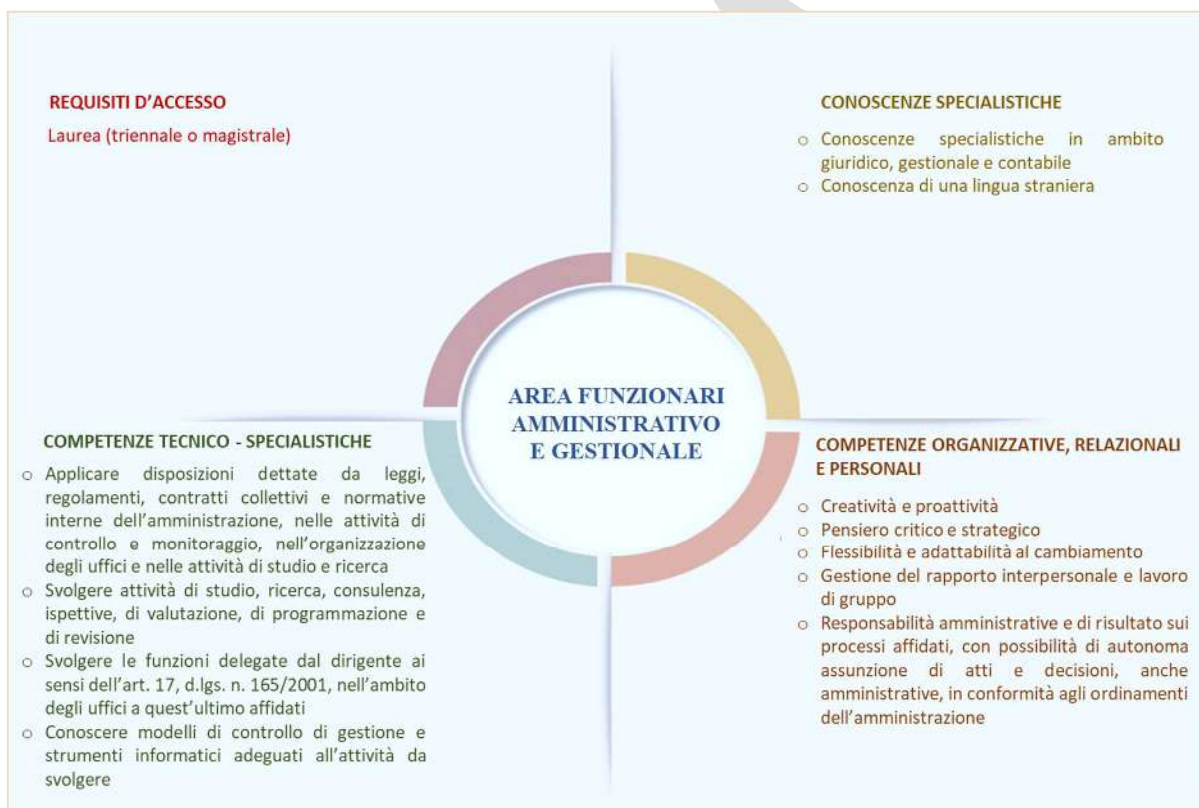 REQUISITI D'ACCESSO
Laurea (triennale o magistrale)
CONOSCENZE SPECIALISTICHE
o Conoscenze specialistiche in ambito
giuridico, gestionale e contabile
o Conoscenza di una lingua straniera
AREA FUNZIONARI
AMMINISTRATIVO
E GESTIONALE
COMPETENZE TECNICO - SPECIALISTICHE
o Applicare disposizioni dettate da leggi,
regolamenti, contratti collettivi e normative
interne dell'amministrazione, nelle attività di
controllo e monitoraggio, nell'organizzazione
degli uffici e nelle attività di studio e ricerca
o Svolgere attività di studio, ricerca, consulenza,
ispettive, di valutazione, di programmazione e
di revisione
o Svolgere le funzioni delegate dal dirigente ai
sensi dell'art. 17, d.lgs. n. 165/2001, nell'ambito
degli uffici a quest'ultimo affidati
o Conoscere modelli di controllo di gestione e
strumenti informatici adeguati all'attività da
svolgere
COMPETENZE ORGANIZZATIVE, RELAZIONALI
E PERSONALI
o Creatività e proattività
o Pensiero critico e strategico
o Flessibilità e adattabilità al cambiamento
o Gestione del rapporto interpersonale e lavoro
di gruppo
o Responsabilità amministrative e di risultato sui
processi affidati, con possibilità di autonoma
assunzione di atti e decisioni, anche
amministrative, in conformità agli ordinamenti
dell'amministrazione